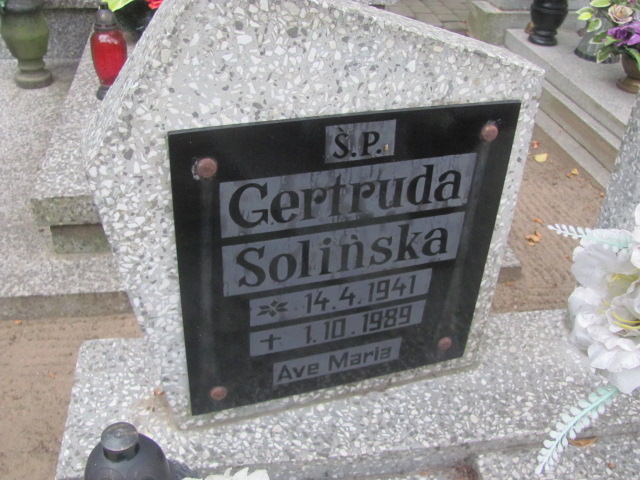 Ś.P.
Gertruda
Solińska
* 14.4.1941
+ 1.10.1989
Ave Maria